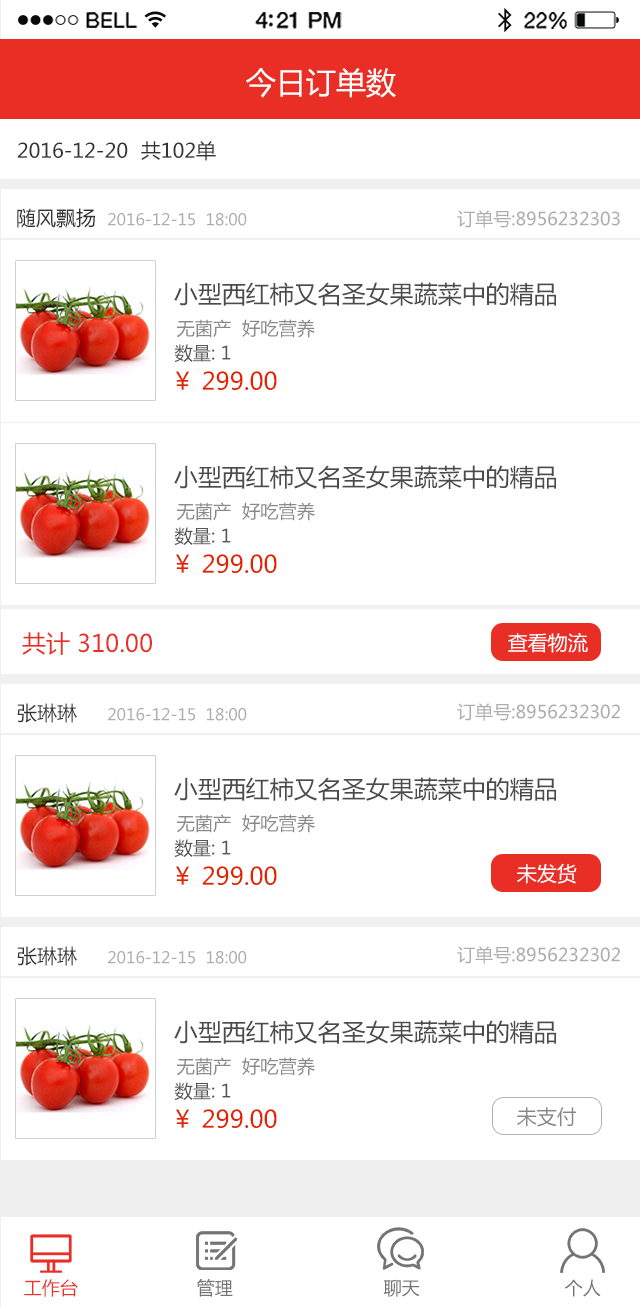 BELL 4:21 PM 22%
今日订单数
2016-12-20 共102单
随风飘扬 2016-12-15 18:00 订单号:8956232303
小型西红柿又名圣女果蔬菜中的精品
无菌产 好吃营养
数量: 1
¥ 299.00
小型西红柿又名圣女果蔬菜中的精品
无菌产 好吃营养
数量: 1
¥ 299.00
共计 310.00 查看物流
张琳琳 2016-12-15 18:00 订单号:8956232302
小型西红柿又名圣女果蔬菜中的精品
无菌产 好吃营养
数量: 1
¥ 299.00 未发货
张琳琳 2016-12-15 18:00 订单号:8956232302
小型西红柿又名圣女果蔬菜中的精品
无菌产 好吃营养
数量: 1
¥ 299.00 未支付
工作台 管理 聊天 个人